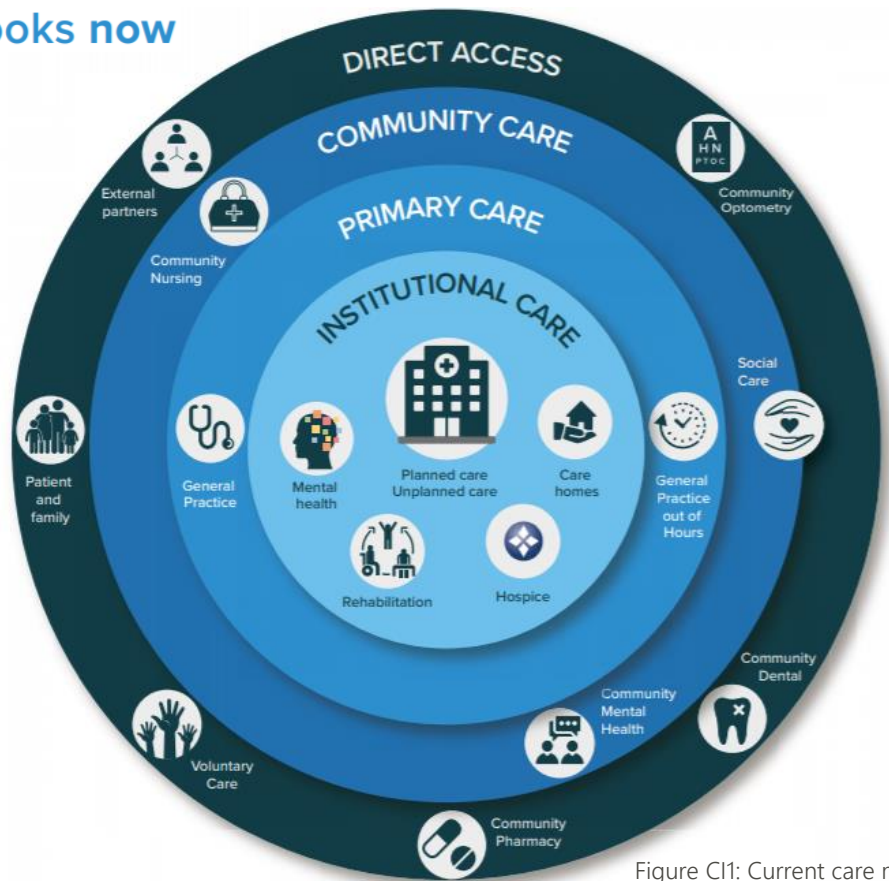 ooks now
DIRECT ACCESS
COMMUNITY CARE
PRIMARY CARE
INSTITUTIONAL CARE
External
partners
Community
Nursing
A
HN
PTOC
Community
Optometry
Patient
and
family
General
Practice
Mental
health
Planned care
Unplanned care
Care
homes
General
Practice
out of
Hours
Social
Care
Rehabilitation
Hospice
Voluntary
Care
Community
Mental
Health
Community
Dental
Community
Pharmacy
Figure CI1: Current care